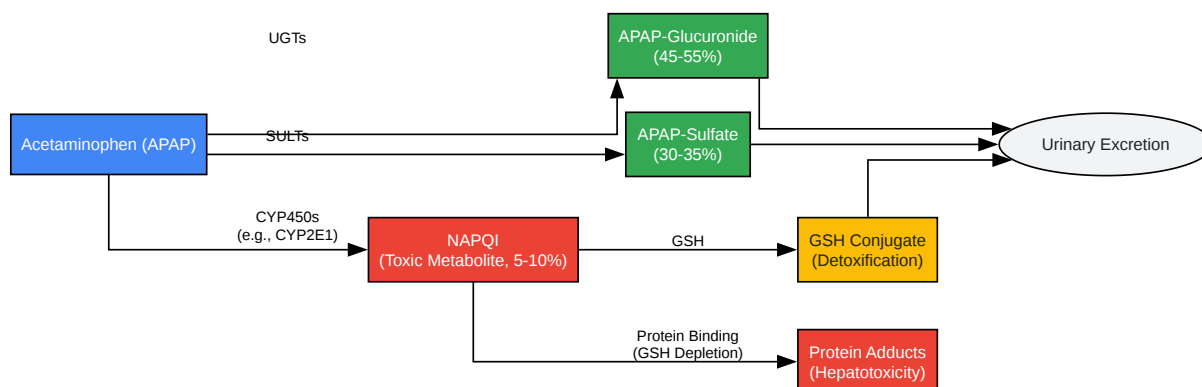 UGTs
APAP-Glucuronide
(45-55%)
Acetaminophen (APAP)
SULTs
APAP-Sulfate
(30-35%)
Urinary Excretion
CYP450s
(e.g., CYP2E1)
NAPQI
(Toxic Metabolite, 5-10%)
GSH
GSH Conjugate
(Detoxification)
Protein Binding
(GSH Depletion)
Protein Adducts
(Hepatotoxicity)